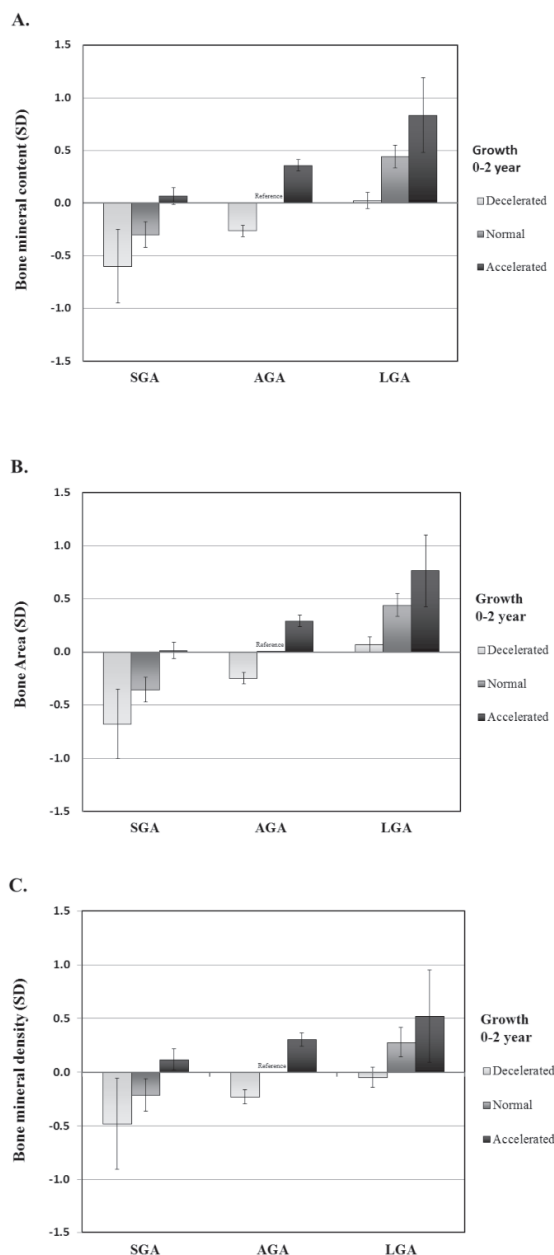 A.
Bone mineral content (SD)
1.5
1.0
0.5
0.0
-0.5
-1.0
-1.5
Reference
SGA
AGA
LGA
Growth
0-2 year
Decelerated
Normal
Accelerated
B.
Bone Area (SD)
1.5
1.0
0.5
0.0
-0.5
-1.0
-1.5
Reference
SGA
AGA
LGA
Growth
0-2 year
Decelerated
Normal
Accelerated
C.
Bone mineral density (SD)
1.5
1.0
0.5
0.0
-0.5
-1.0
-1.5
Reference
SGA
AGA
LGA
Growth
0-2 year
Decelerated
Normal
Accelerated